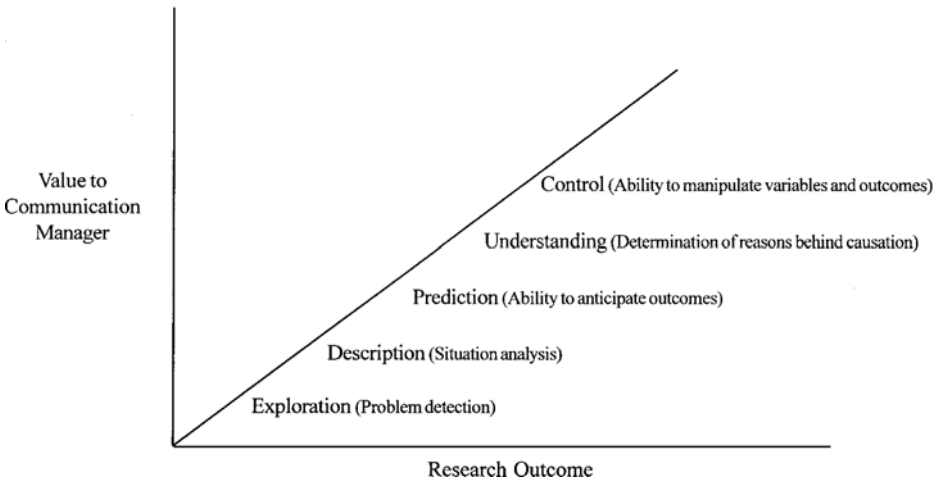 Value to
Communication
Manager
Control (Ability to manipulate variables and outcomes)
Understanding (Determination of reasons behind causation)
Prediction (Ability to anticipate outcomes)
Description (Situation analysis)
Exploration (Problem detection)
Research Outcome